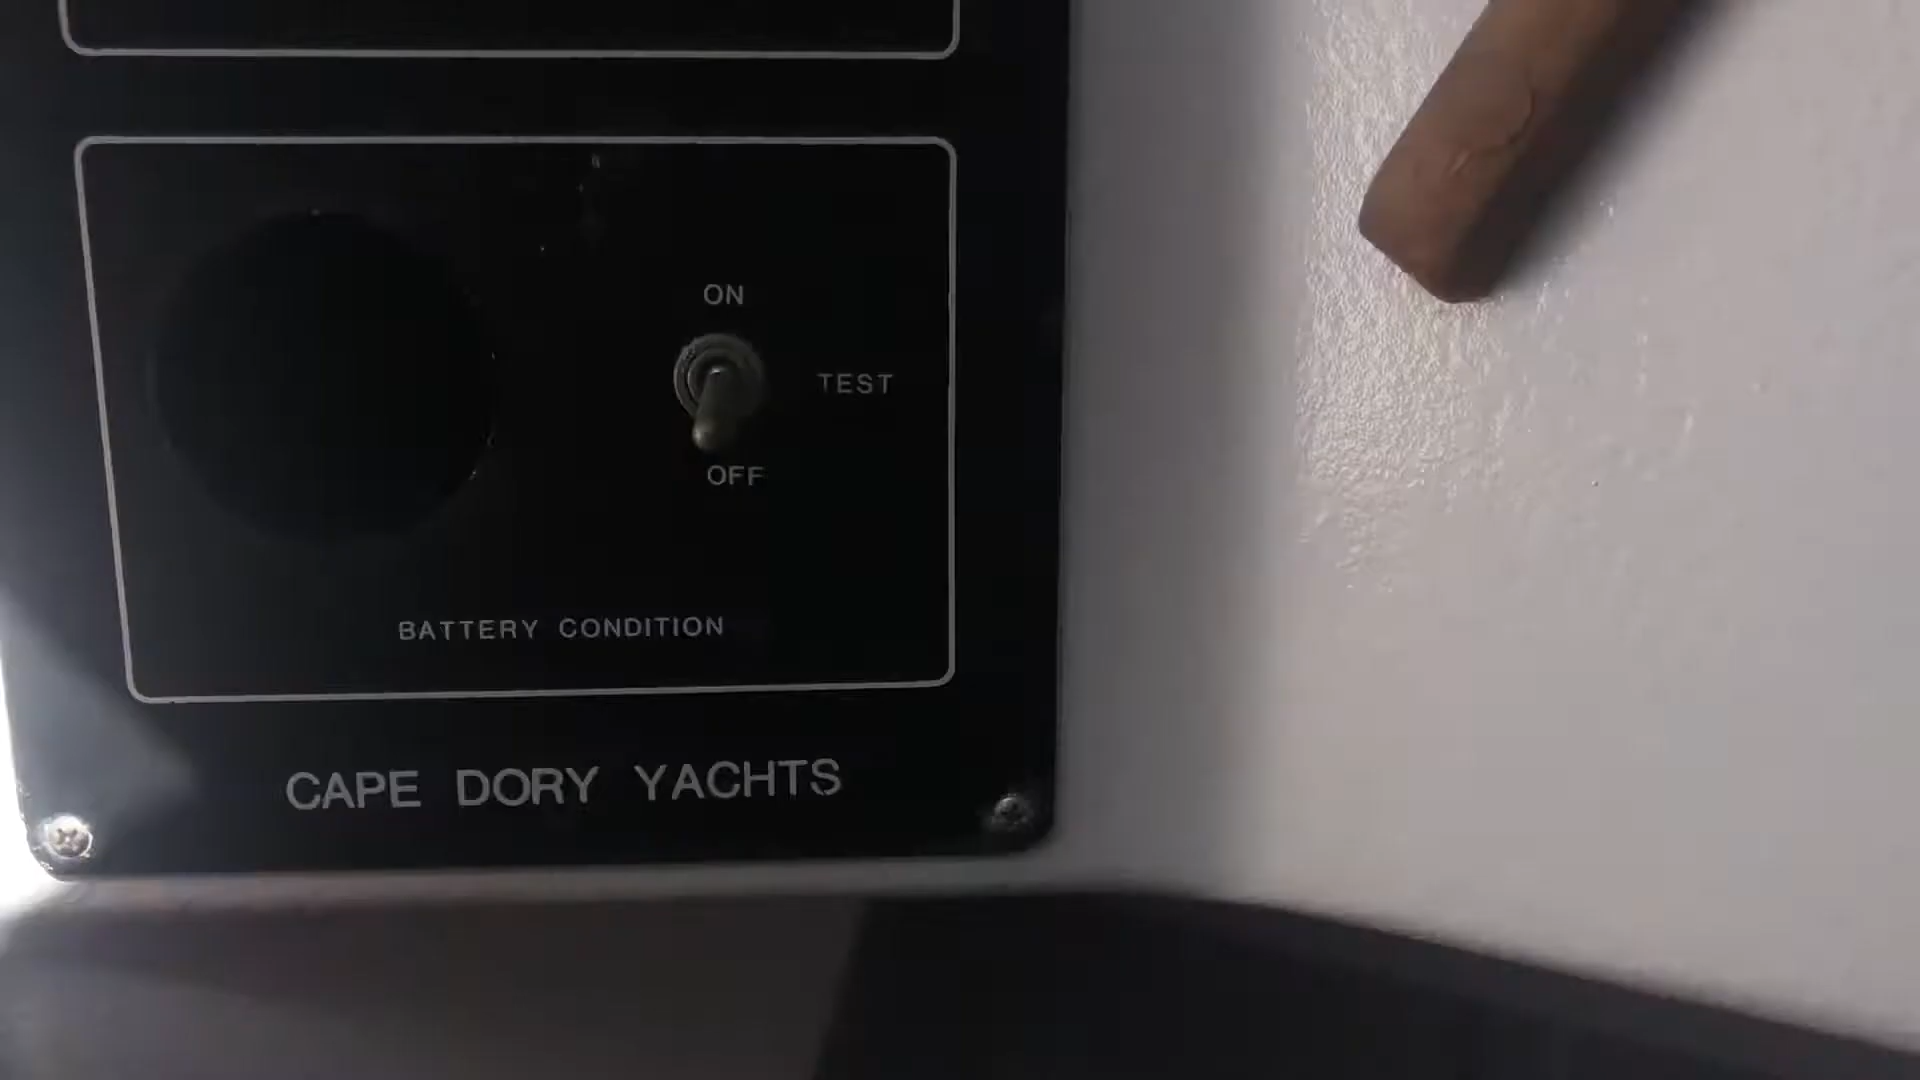 ON
TEST
OFF
BATTERY CONDITION
CAPE DORY YACHTS